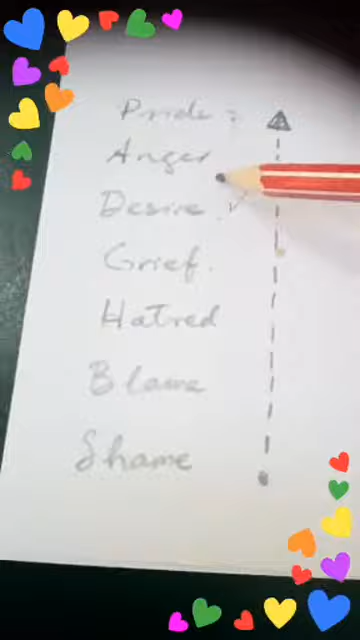 Pride :
Anger
Desire. ✓
Grief.
Hatred
Blame
Shame